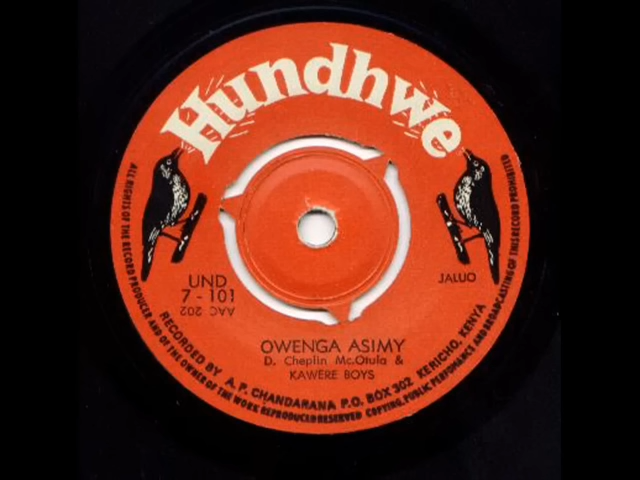 Hundhwe
UND
7 - 101
AAC 202
JALUO
OWENGA ASIMY
D. Cheplin Mc.Otula &
KAWERE BOYS
RECORDED BY A. P. CHANDARANA P.O. BOX 302 KERICHO, KENYA
ALL RIGHTS OF THE RECORD PRODUCER AND OF THE OWNER OF THE WORK REPRODUCED RESERVED COPYING, PUBLIC PERFOMANCE AND BROADCASTING OF THIS RECORD PROHIBITED